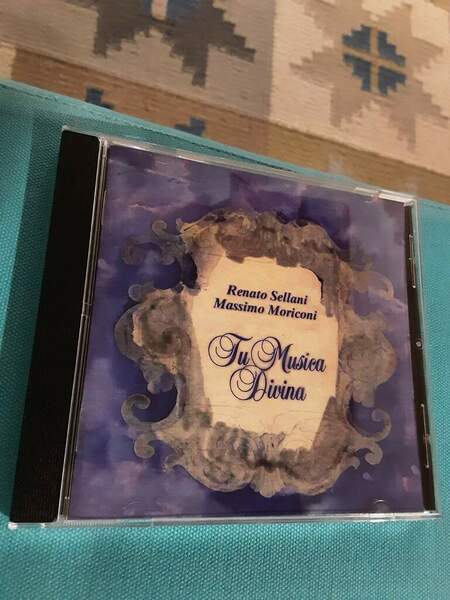 Renato Sellani
Massimo Moriconi
Tu Musica
Divina